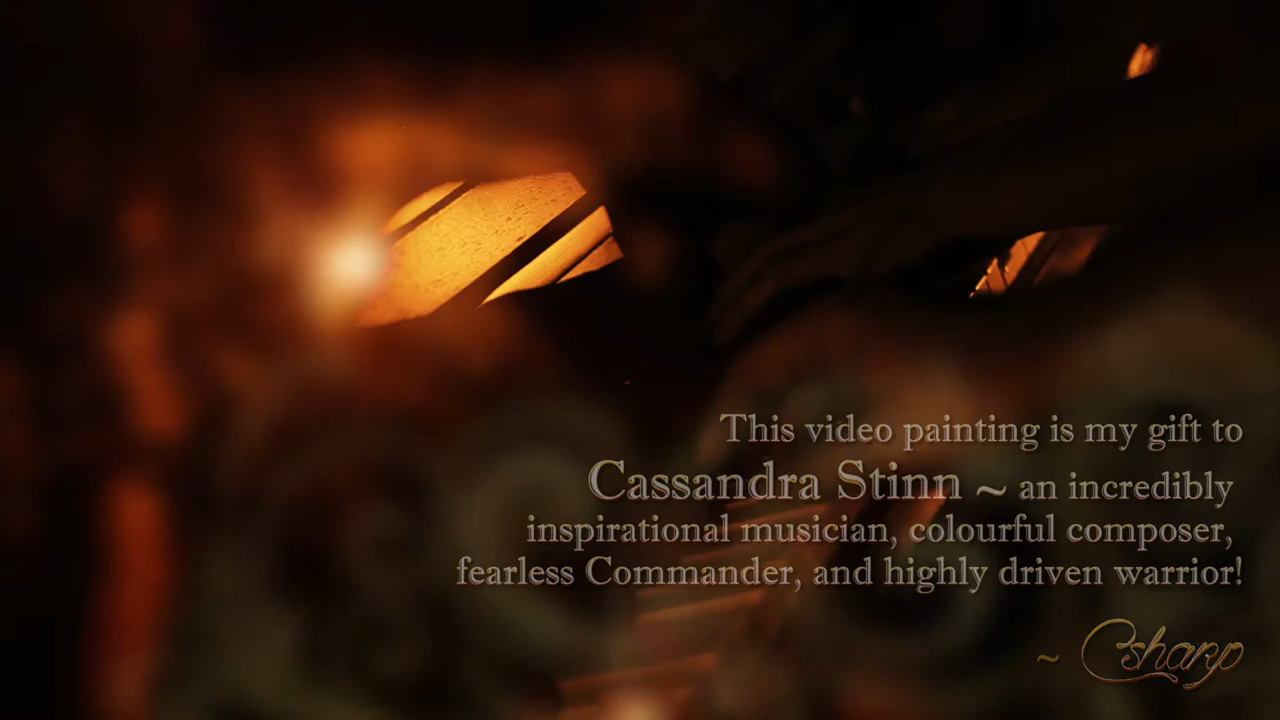 This video painting is my gift to
Cassandra Stinn ~ an incredibly
inspirational musician, colourful composer,
fearless Commander, and highly driven warrior!
~ Csharp